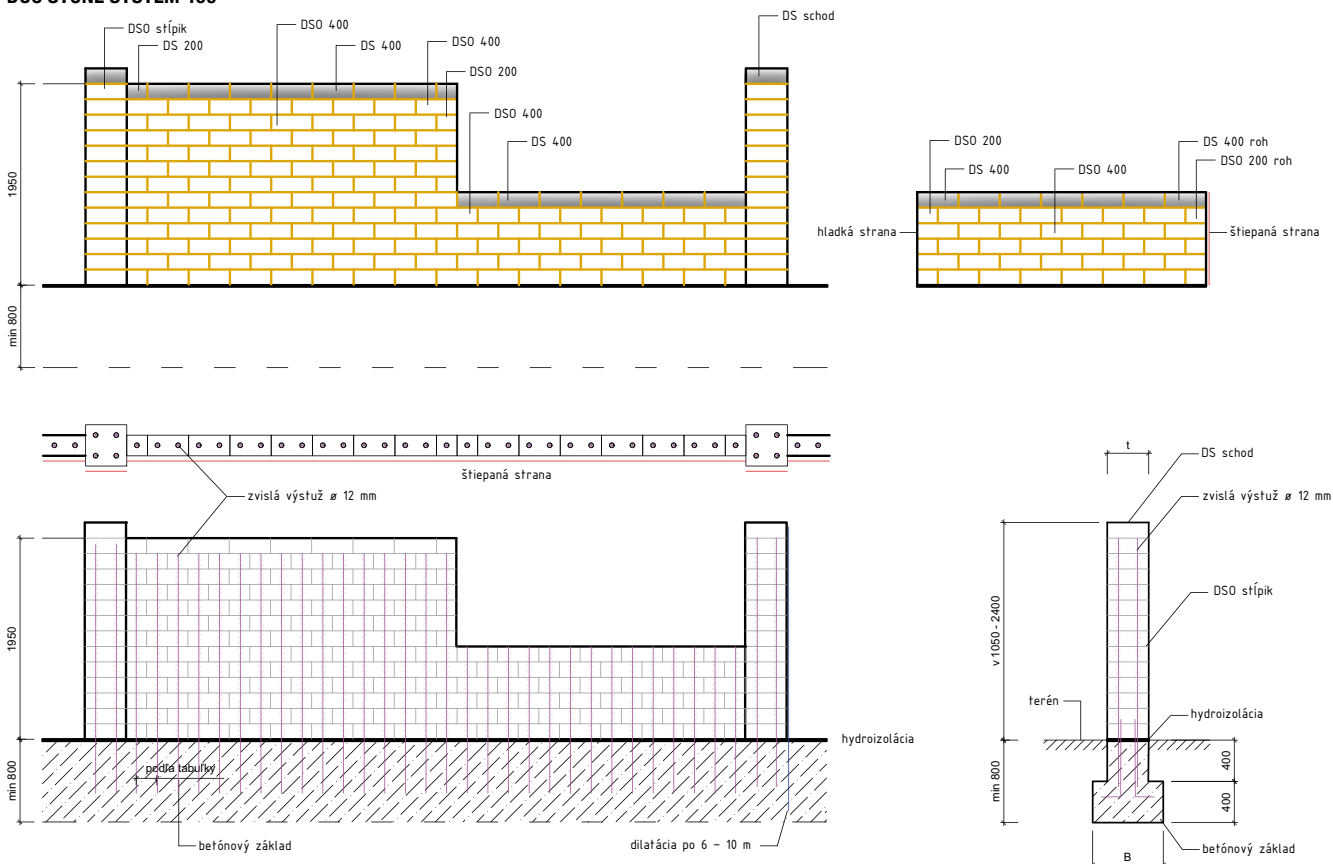 DSO stĺpik
DS 200
DSO 400
DS 400
DSO 400
DSO 200
DSO 400
DS 400
DS schod
1950
min 800
DSO 200
DS 400
DSO 400
DS 400 roh
DSO 200 roh
hladká strana
štiepaná strana
štiepaná strana
zvislá výstuž ø 12 mm
1950
min 800
podľa tabuľky
betónový základ
dilatácia po 6 – 10 m
hydroizolácia
t
DS schod
zvislá výstuž ø 12 mm
DSO stĺpik
v 1050 - 2400
terén
hydroizolácia
min 800
400
400
B
betónový základ